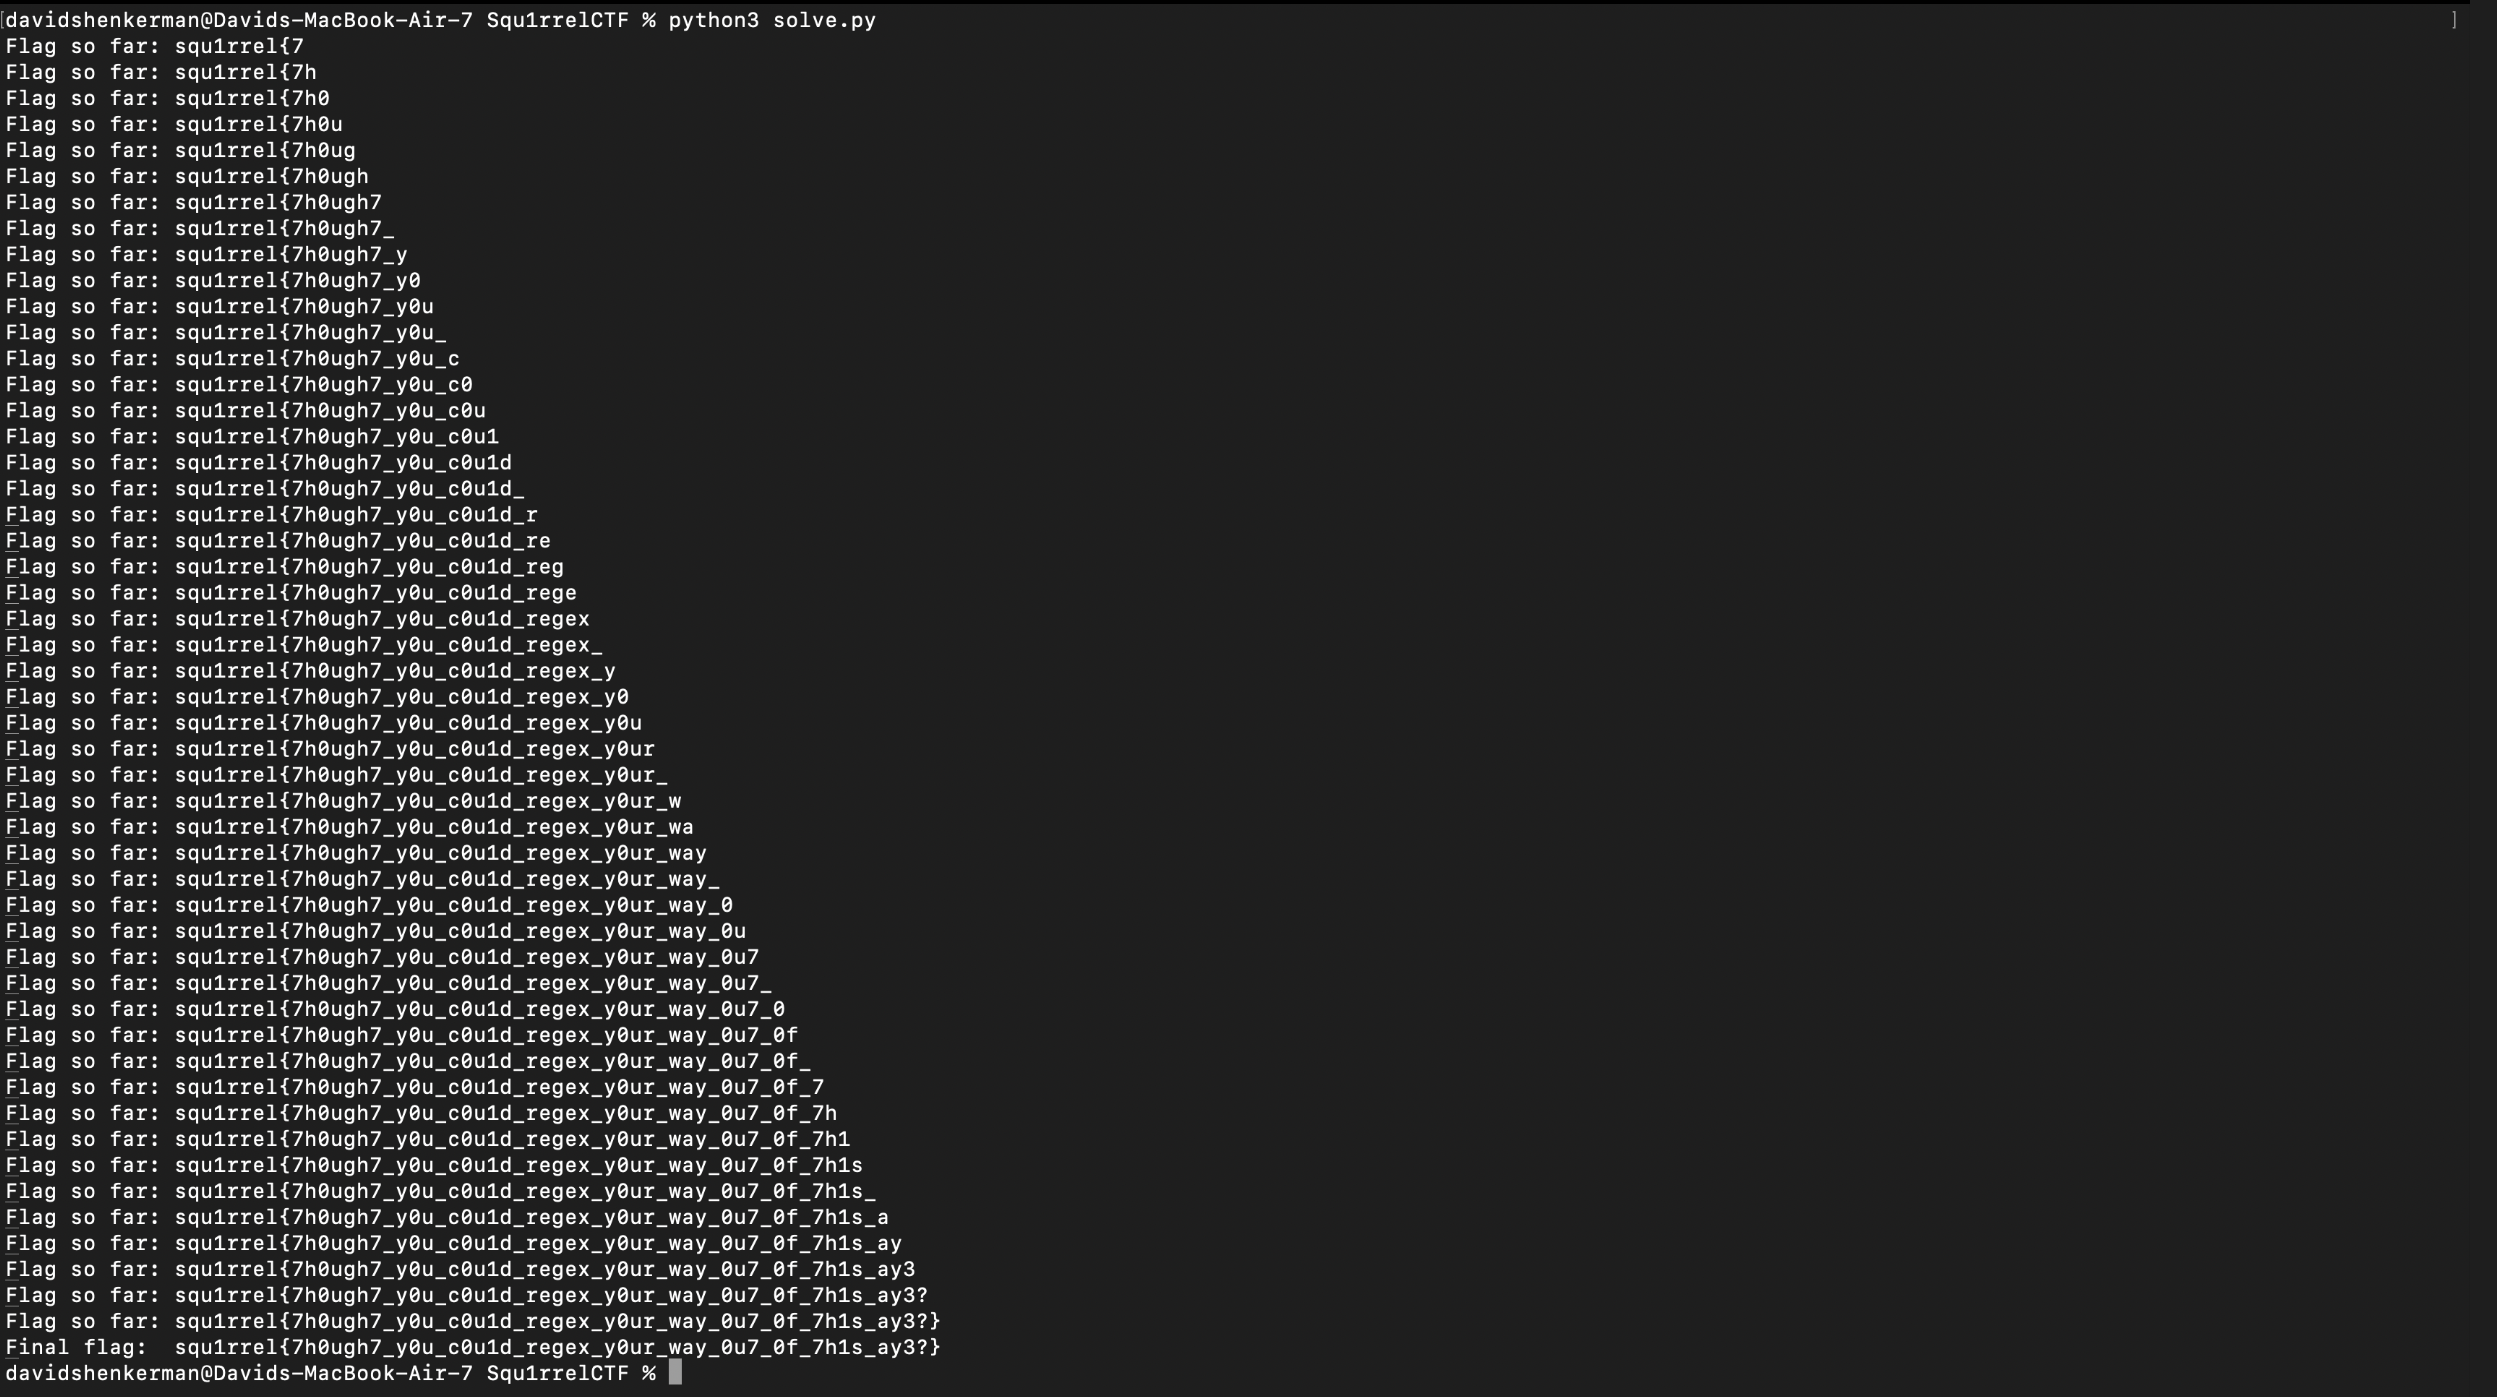 [davidshenkerman@Davids-MacBook-Air-7 Squ1rrelCTF % python3 solve.py ]
Flag so far: squ1rrel{7
Flag so far: squ1rrel{7h
Flag so far: squ1rrel{7h0
Flag so far: squ1rrel{7h0u
Flag so far: squ1rrel{7h0ug
Flag so far: squ1rrel{7h0ugh
Flag so far: squ1rrel{7h0ugh7
Flag so far: squ1rrel{7h0ugh7_
Flag so far: squ1rrel{7h0ugh7_y
Flag so far: squ1rrel{7h0ugh7_y0
Flag so far: squ1rrel{7h0ugh7_y0u
Flag so far: squ1rrel{7h0ugh7_y0u_
Flag so far: squ1rrel{7h0ugh7_y0u_c
Flag so far: squ1rrel{7h0ugh7_y0u_c0
Flag so far: squ1rrel{7h0ugh7_y0u_c0u
Flag so far: squ1rrel{7h0ugh7_y0u_c0u1
Flag so far: squ1rrel{7h0ugh7_y0u_c0u1d
Flag so far: squ1rrel{7h0ugh7_y0u_c0u1d_
Flag so far: squ1rrel{7h0ugh7_y0u_c0u1d_r
Flag so far: squ1rrel{7h0ugh7_y0u_c0u1d_re
Flag so far: squ1rrel{7h0ugh7_y0u_c0u1d_reg
Flag so far: squ1rrel{7h0ugh7_y0u_c0u1d_rege
Flag so far: squ1rrel{7h0ugh7_y0u_c0u1d_regex
Flag so far: squ1rrel{7h0ugh7_y0u_c0u1d_regex_
Flag so far: squ1rrel{7h0ugh7_y0u_c0u1d_regex_y
Flag so far: squ1rrel{7h0ugh7_y0u_c0u1d_regex_y0
Flag so far: squ1rrel{7h0ugh7_y0u_c0u1d_regex_y0u
Flag so far: squ1rrel{7h0ugh7_y0u_c0u1d_regex_y0ur
Flag so far: squ1rrel{7h0ugh7_y0u_c0u1d_regex_y0ur_
Flag so far: squ1rrel{7h0ugh7_y0u_c0u1d_regex_y0ur_w
Flag so far: squ1rrel{7h0ugh7_y0u_c0u1d_regex_y0ur_wa
Flag so far: squ1rrel{7h0ugh7_y0u_c0u1d_regex_y0ur_way
Flag so far: squ1rrel{7h0ugh7_y0u_c0u1d_regex_y0ur_way_
Flag so far: squ1rrel{7h0ugh7_y0u_c0u1d_regex_y0ur_way_0
Flag so far: squ1rrel{7h0ugh7_y0u_c0u1d_regex_y0ur_way_0u
Flag so far: squ1rrel{7h0ugh7_y0u_c0u1d_regex_y0ur_way_0u7
Flag so far: squ1rrel{7h0ugh7_y0u_c0u1d_regex_y0ur_way_0u7_
Flag so far: squ1rrel{7h0ugh7_y0u_c0u1d_regex_y0ur_way_0u7_0
Flag so far: squ1rrel{7h0ugh7_y0u_c0u1d_regex_y0ur_way_0u7_0f
Flag so far: squ1rrel{7h0ugh7_y0u_c0u1d_regex_y0ur_way_0u7_0f_
Flag so far: squ1rrel{7h0ugh7_y0u_c0u1d_regex_y0ur_way_0u7_0f_7
Flag so far: squ1rrel{7h0ugh7_y0u_c0u1d_regex_y0ur_way_0u7_0f_7h
Flag so far: squ1rrel{7h0ugh7_y0u_c0u1d_regex_y0ur_way_0u7_0f_7h1
Flag so far: squ1rrel{7h0ugh7_y0u_c0u1d_regex_y0ur_way_0u7_0f_7h1s
Flag so far: squ1rrel{7h0ugh7_y0u_c0u1d_regex_y0ur_way_0u7_0f_7h1s_
Flag so far: squ1rrel{7h0ugh7_y0u_c0u1d_regex_y0ur_way_0u7_0f_7h1s_a
Flag so far: squ1rrel{7h0ugh7_y0u_c0u1d_regex_y0ur_way_0u7_0f_7h1s_ay
Flag so far: squ1rrel{7h0ugh7_y0u_c0u1d_regex_y0ur_way_0u7_0f_7h1s_ay3
Flag so far: squ1rrel{7h0ugh7_y0u_c0u1d_regex_y0ur_way_0u7_0f_7h1s_ay3?
Flag so far: squ1rrel{7h0ugh7_y0u_c0u1d_regex_y0ur_way_0u7_0f_7h1s_ay3?}
Final flag:  squ1rrel{7h0ugh7_y0u_c0u1d_regex_y0ur_way_0u7_0f_7h1s_ay3?}
davidshenkerman@Davids-MacBook-Air-7 Squ1rrelCTF %